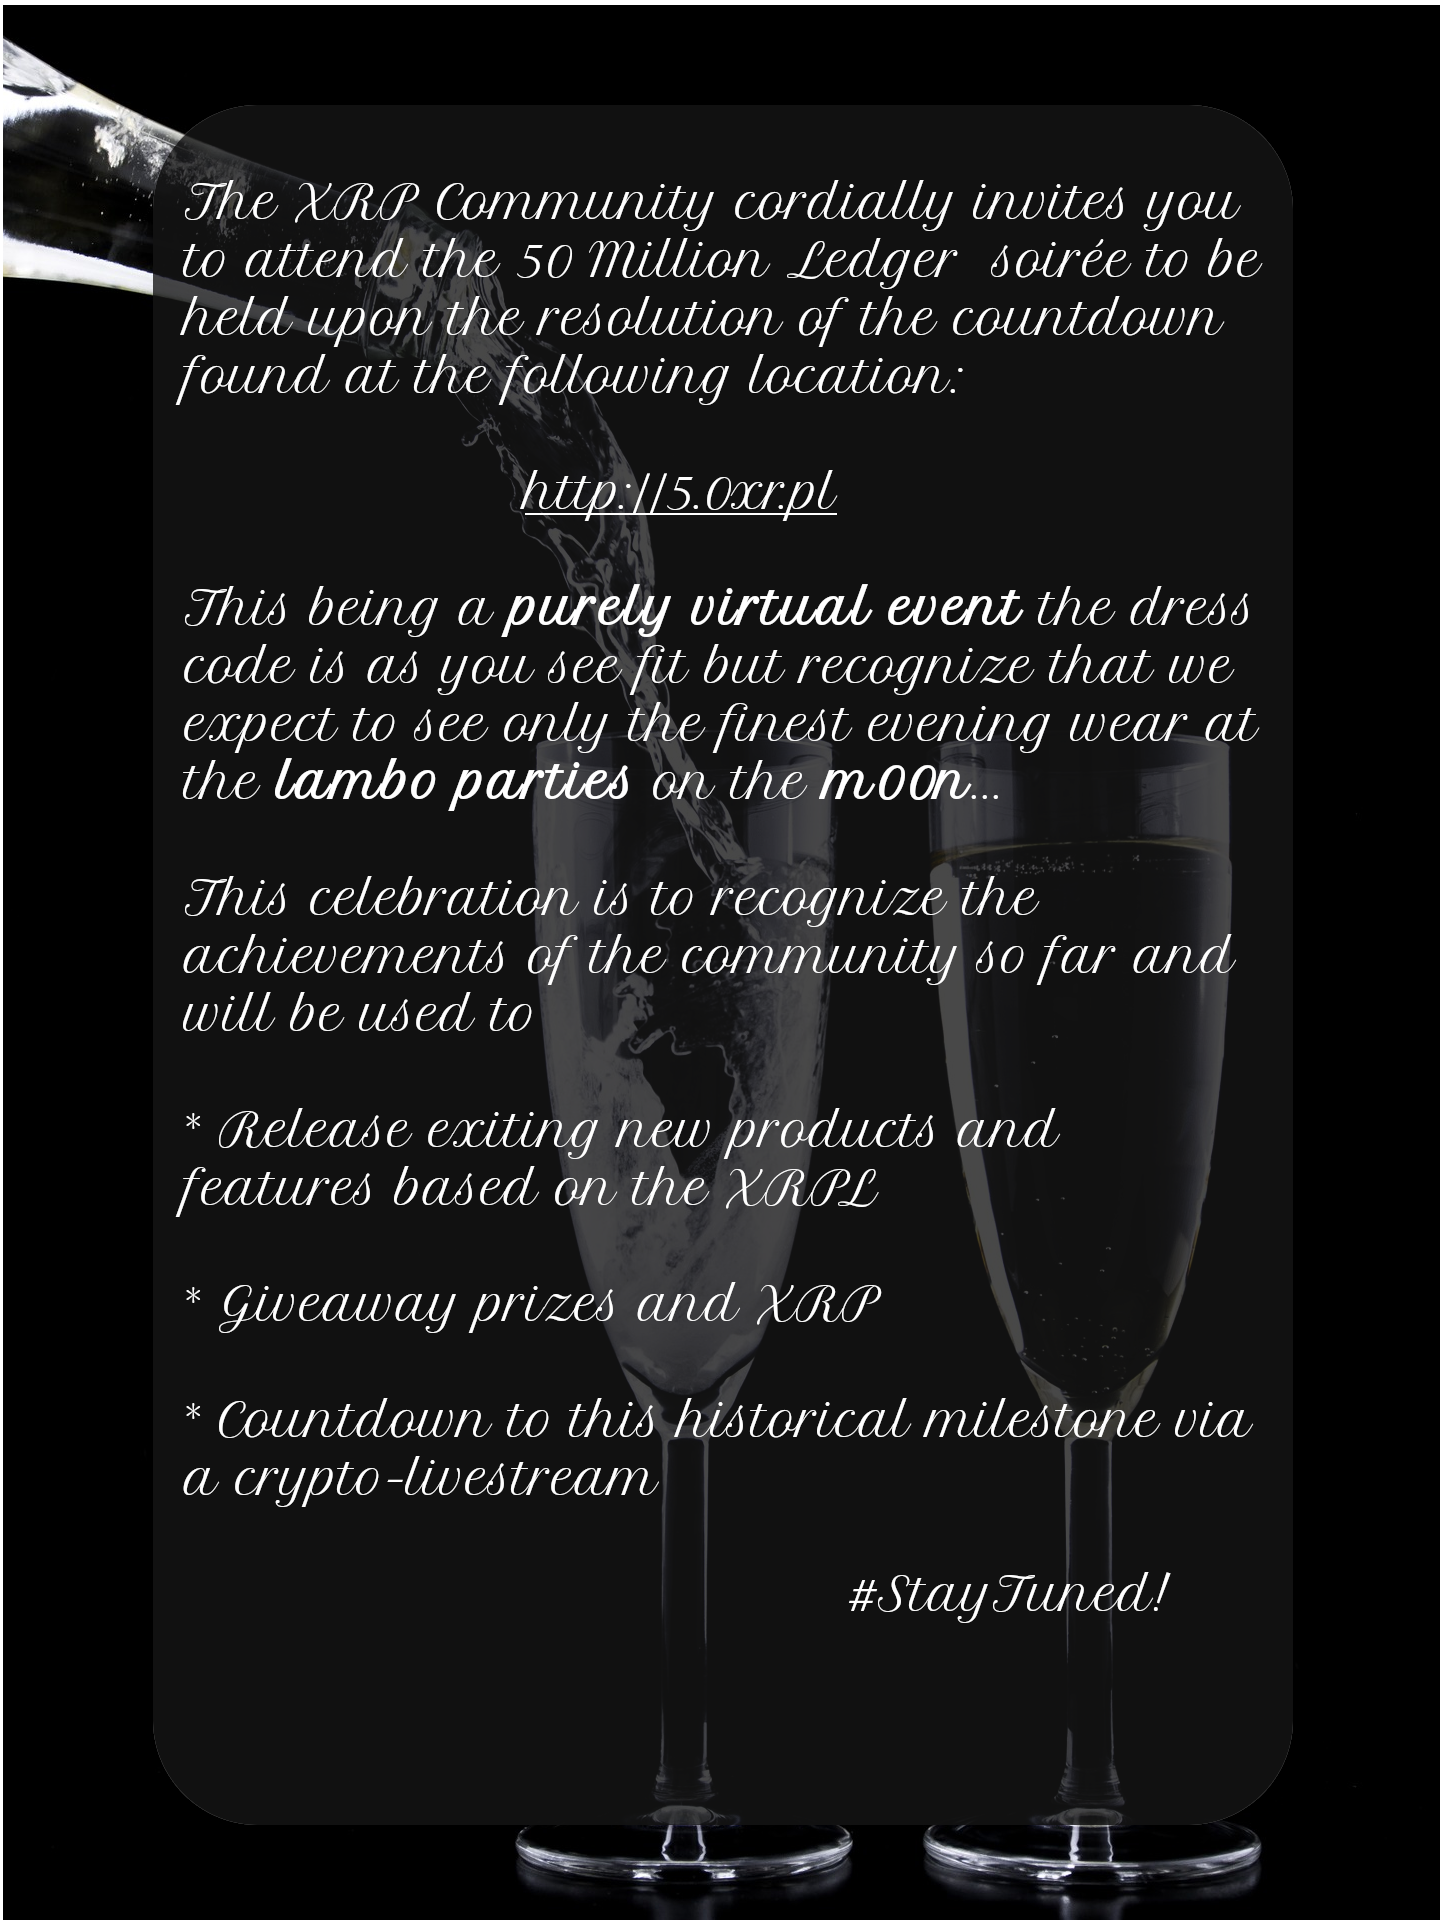 The XRP Community cordially invites you
to attend the 50 Million Ledger soirée to be
held upon the resolution of the countdown
found at the following location:
http://5.0xr.pl
This being a purely virtual event the dress
code is as you see fit but recognize that we
expect to see only the finest evening wear at
the lambo parties on the m00n...
This celebration is to recognize the
achievements of the community so far and
will be used to
* Release exiting new products and
features based on the XRPL
* Giveaway prizes and XRP
* Countdown to this historical milestone via
a crypto-livestream
#StayTuned!